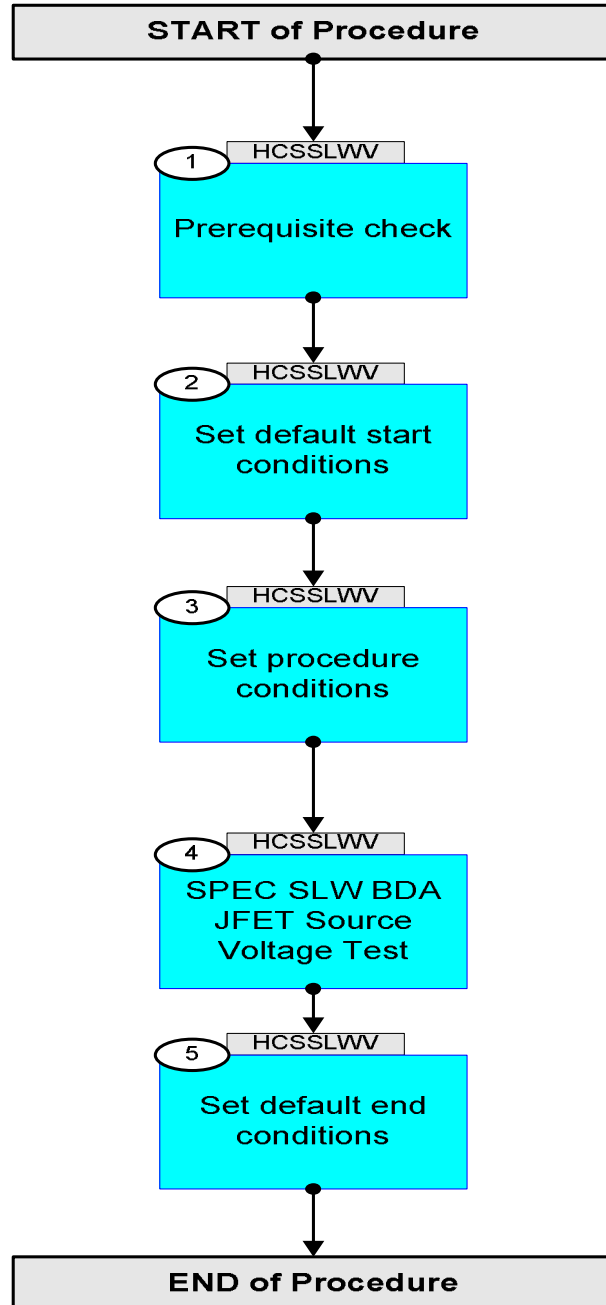 START of Procedure
HCSSLWV
1
Prerequisite check
HCSSLWV
2
Set default start
conditions
HCSSLWV
3
Set procedure
conditions
HCSSLWV
4
SPEC SLW BDA
JFET Source
Voltage Test
HCSSLWV
5
Set default end
conditions
END of Procedure